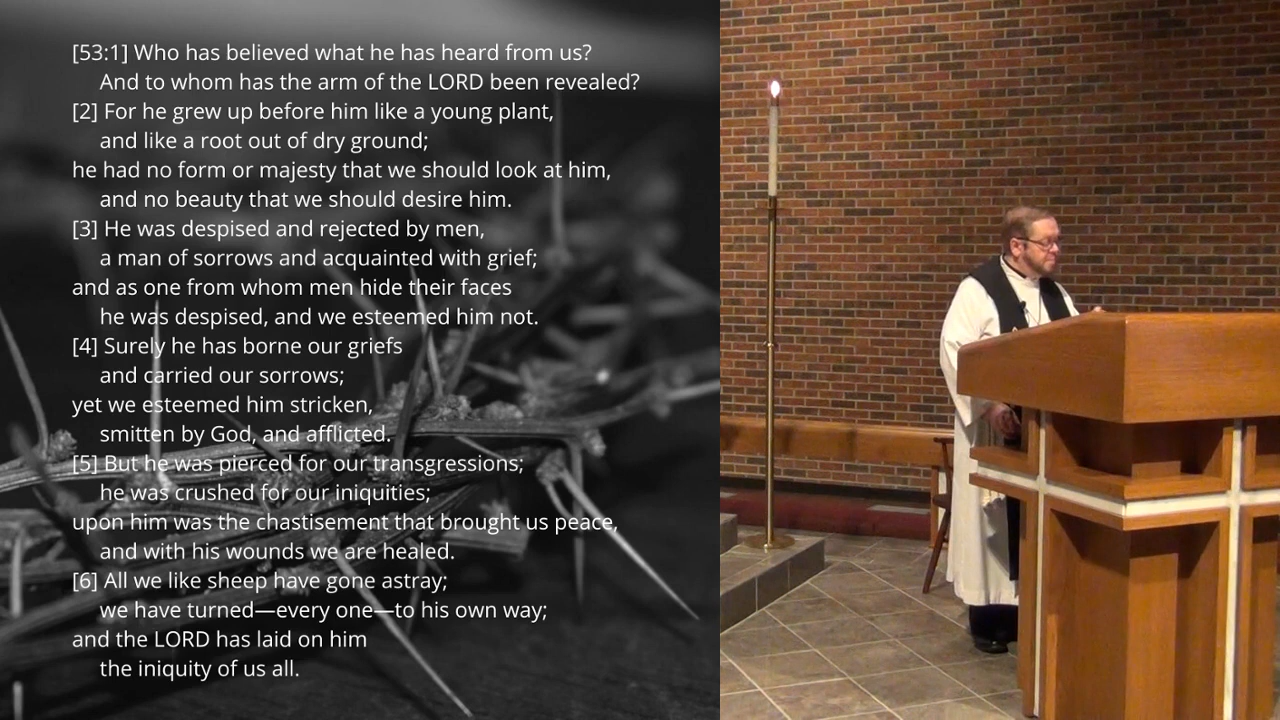 [53:1] Who has believed what he has heard from us?
And to whom has the arm of the LORD been revealed?
[2] For he grew up before him like a young plant,
and like a root out of dry ground;
he had no form or majesty that we should look at him,
and no beauty that we should desire him.
[3] He was despised and rejected by men,
a man of sorrows and acquainted with grief;
and as one from whom men hide their faces
he was despised, and we esteemed him not.
[4] Surely he has borne our griefs
and carried our sorrows;
yet we esteemed him stricken,
smitten by God, and afflicted.
[5] But he was pierced for our transgressions;
he was crushed for our iniquities;
upon him was the chastisement that brought us peace,
and with his wounds we are healed.
[6] All we like sheep have gone astray;
we have turned—every one—to his own way;
and the LORD has laid on him
the iniquity of us all.